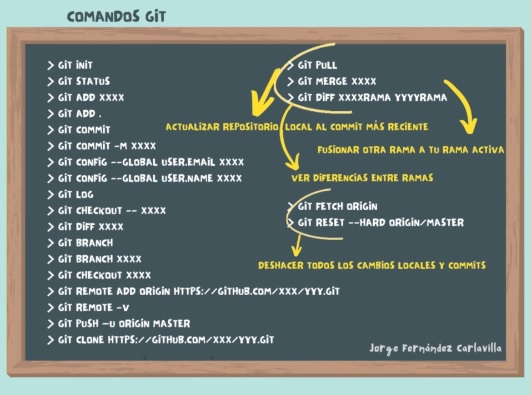 COMANDOS GIT
> GIT INIT
> GIT STATUS
> GIT ADD XXXX
> GIT ADD .
> GIT COMMIT
> GIT COMMIT -M XXXX
> GIT CONFIG --GLOBAL USER.EMAIL XXXX
> GIT CONFIG --GLOBAL USER.NAME XXXX
> GIT LOG
> GIT CHECKOUT -- XXXX
> GIT DIFF XXXX
> GIT BRANCH
> GIT BRANCH XXXX
> GIT CHECKOUT XXXX
> GIT REMOTE ADD ORIGIN HTTPS://GITHUB.COM/XXX/YYY.GIT
> GIT REMOTE -V
> GIT PUSH -U ORIGIN MASTER
> GIT CLONE HTTPS://GITHUB.COM/XXX/YYY.GIT
> GIT PULL
> GIT MERGE XXXX
> GIT DIFF XXXXRAMA YYYYRAMA
ACTUALIZAR REPOSITORIO LOCAL AL COMMIT MÁS RECIENTE
FUSIONAR OTRA RAMA A TU RAMA ACTIVA
VER DIFERENCIAS ENTRE RAMAS
> GIT FETCH ORIGIN
> GIT RESET --HARD ORIGIN/MASTER
DESHACER TODOS LOS CAMBIOS LOCALES Y COMMITS
Jorge Fernández Carlavilla